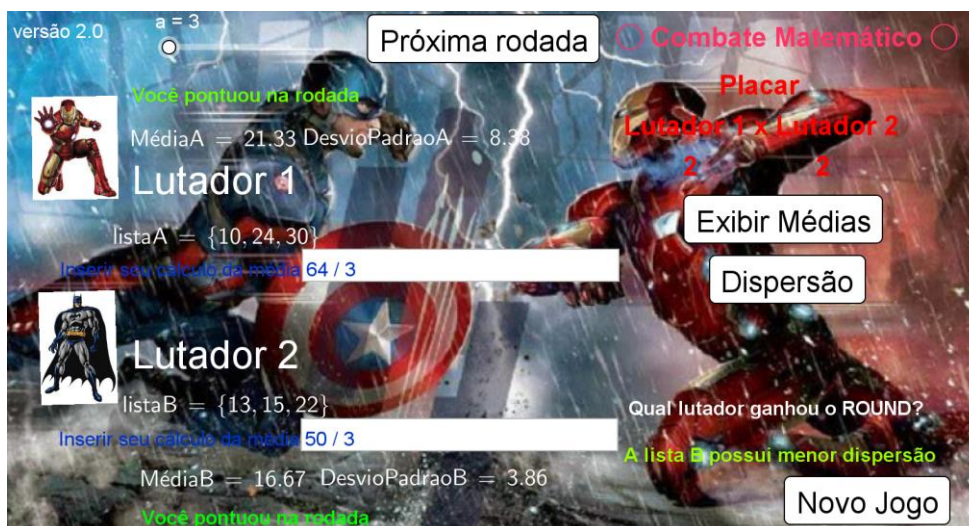 versão 2.0
a = 3
Próxima rodada
Combate Matemático
Você pontuou na rodada
Placar
MédiaA = 21.33 DesvioPadraoA = 8.38
Lutador 1 x Lutador 2
2 2
Lutador 1
Exibir Médias
listaA = {10, 24, 30}
Inserir seu cálculo da média 64 / 3
Dispersão
Lutador 2
listaB = {13, 15, 22}
Qual lutador ganhou o ROUND?
Inserir seu cálculo da média 50 / 3
A lista B possui menor dispersão
MédiaB = 16.67 DesvioPadraoB = 3.86
Novo Jogo
Você pontuou na rodada